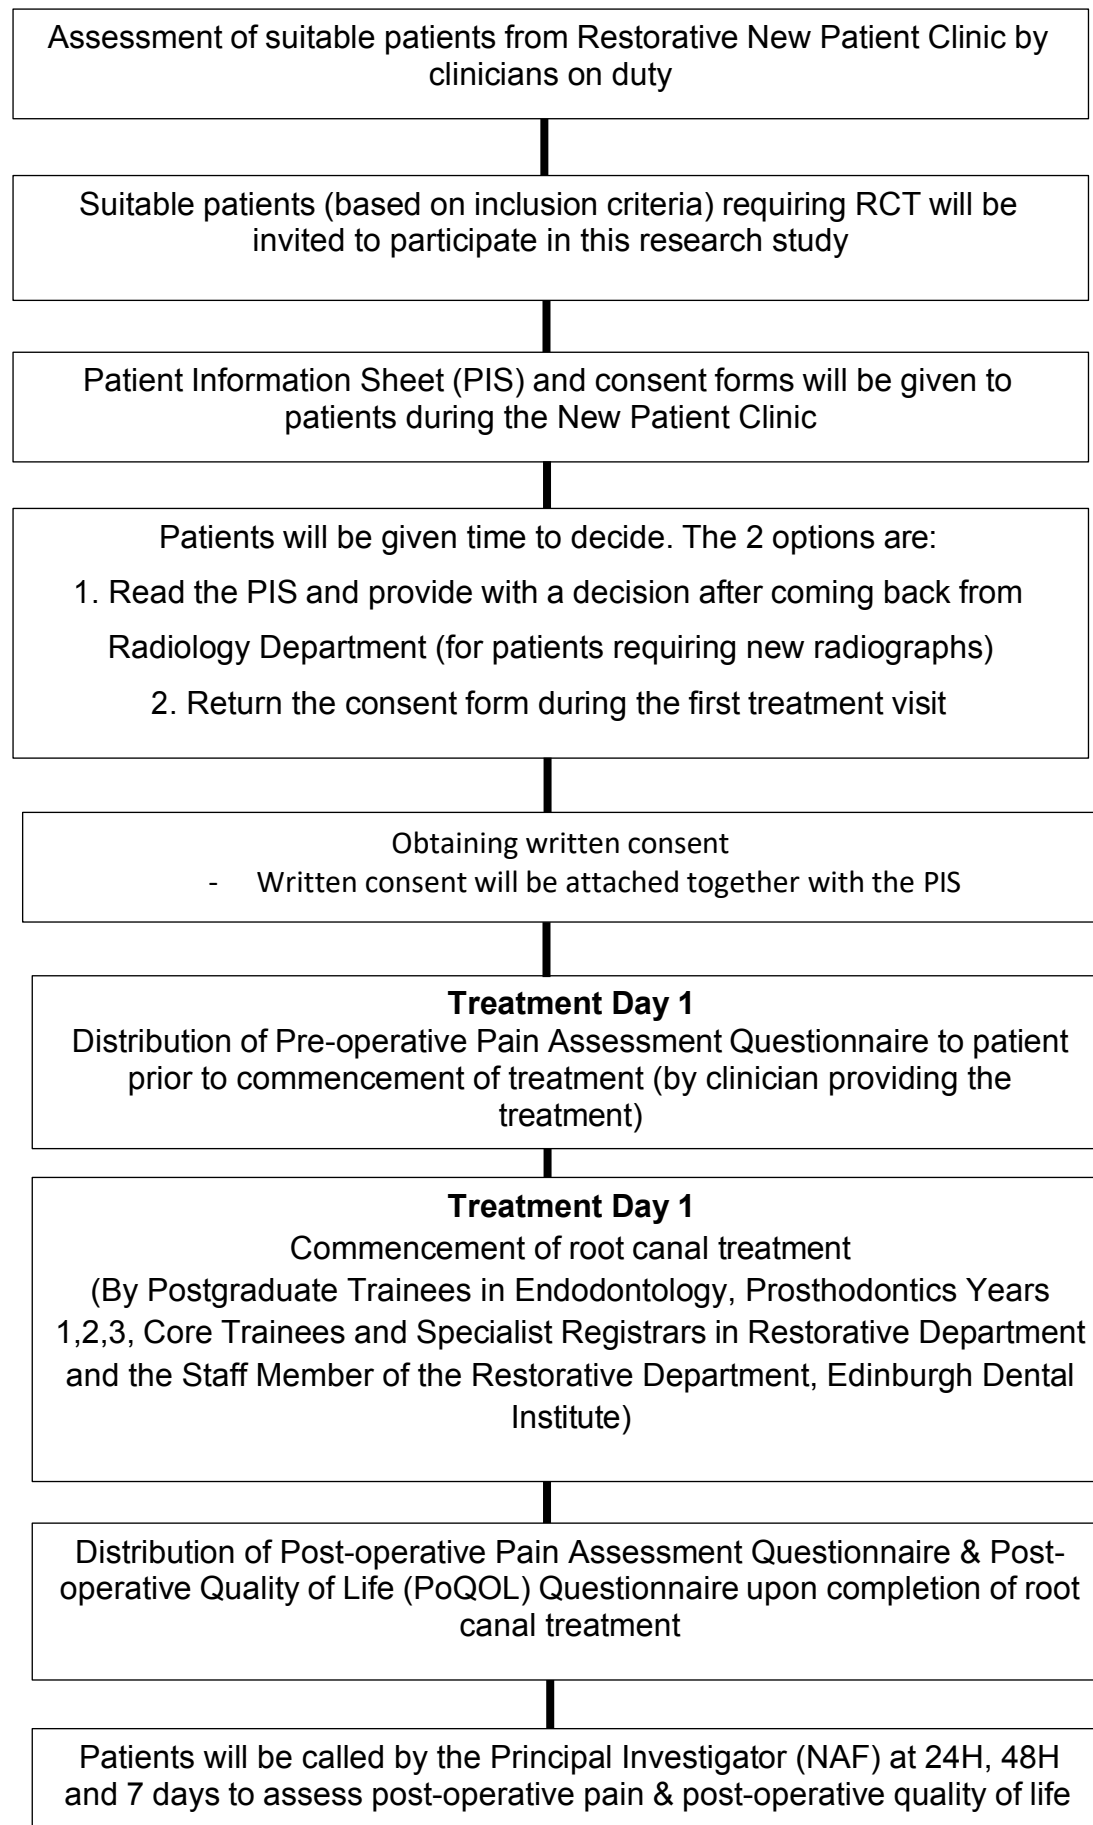 Assessment of suitable patients from Restorative New Patient Clinic by
clinicians on duty
Suitable patients (based on inclusion criteria) requiring RCT will be
invited to participate in this research study
Patient Information Sheet (PIS) and consent forms will be given to
patients during the New Patient Clinic
Patients will be given time to decide. The 2 options are:
1. Read the PIS and provide with a decision after coming back from
Radiology Department (for patients requiring new radiographs)
2. Return the consent form during the first treatment visit
Obtaining written consent
- Written consent will be attached together with the PIS
Treatment Day 1
Distribution of Pre-operative Pain Assessment Questionnaire to patient
prior to commencement of treatment (by clinician providing the
treatment)
Treatment Day 1
Commencement of root canal treatment
(By Postgraduate Trainees in Endodontology, Prosthodontics Years
1,2,3, Core Trainees and Specialist Registrars in Restorative Department
and the Staff Member of the Restorative Department, Edinburgh Dental
Institute)
Distribution of Post-operative Pain Assessment Questionnaire & Post-
operative Quality of Life (PoQOL) Questionnaire upon completion of root
canal treatment
Patients will be called by the Principal Investigator (NAF) at 24H, 48H
and 7 days to assess post-operative pain & post-operative quality of life